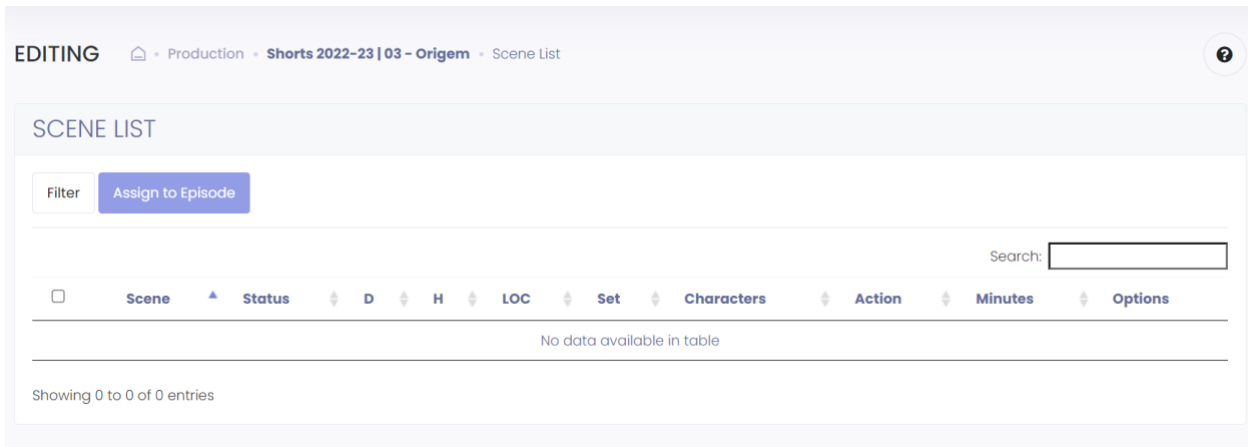 EDITING Production • Shorts 2022-23 | 03 - Origem • Scene List ?
SCENE LIST
Filter Assign to Episode
Search:
Scene Status D H LOC Set Characters Action Minutes Options
No data available in table
Showing 0 to 0 of 0 entries